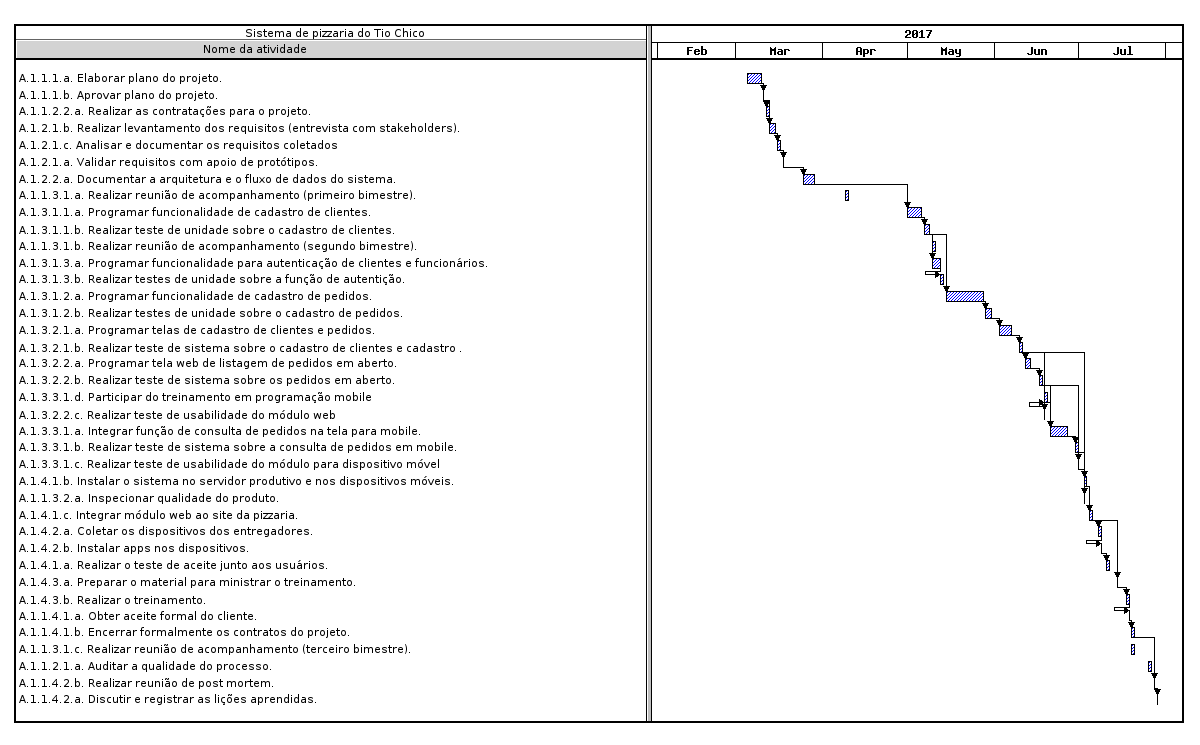 Sistema de pizzaria do Tio Chico
2017
Nome da atividade
Feb Mar Apr May Jun Jul
A.1.1.1.a. Elaborar plano do projeto.
A.1.1.1.b. Aprovar plano do projeto.
A.1.1.2.2.a. Realizar as contratações para o projeto.
A.1.2.1.b. Realizar levantamento dos requisitos (entrevista com stakeholders).
A.1.2.1.c. Analisar e documentar os requisitos coletados
A.1.2.1.a. Validar requisitos com apoio de protótipos.
A.1.2.2.a. Documentar a arquitetura e o fluxo de dados do sistema.
A.1.1.3.1.a. Realizar reunião de acompanhamento (primeiro bimestre).
A.1.3.1.1.a. Programar funcionalidade de cadastro de clientes.
A.1.3.1.1.b. Realizar teste de unidade sobre o cadastro de clientes.
A.1.1.3.1.b. Realizar reunião de acompanhamento (segundo bimestre).
A.1.3.1.3.a. Programar funcionalidade para autenticação de clientes e funcionários.
A.1.3.1.3.b. Realizar testes de unidade sobre a função de autentição.
A.1.3.1.2.a. Programar funcionalidade de cadastro de pedidos.
A.1.3.1.2.b. Realizar testes de unidade sobre o cadastro de pedidos.
A.1.3.2.1.a. Programar telas de cadastro de clientes e pedidos.
A.1.3.2.1.b. Realizar teste de sistema sobre o cadastro de clientes e cadastro .
A.1.3.2.2.a. Programar tela web de listagem de pedidos em aberto.
A.1.3.2.2.b. Realizar teste de sistema sobre os pedidos em aberto.
A.1.3.3.1.d. Participar do treinamento em programação mobile
A.1.3.2.2.c. Realizar teste de usabilidade do módulo web
A.1.3.3.1.a. Integrar função de consulta de pedidos na tela para mobile.
A.1.3.3.1.b. Realizar teste de sistema sobre a consulta de pedidos em mobile.
A.1.3.3.1.c. Realizar teste de usabilidade do módulo para dispositivo móvel
A.1.4.1.b. Instalar o sistema no servidor produtivo e nos dispositivos móveis.
A.1.1.3.2.a. Inspecionar qualidade do produto.
A.1.4.1.c. Integrar módulo web ao site da pizzaria.
A.1.4.2.a. Coletar os dispositivos dos entregadores.
A.1.4.2.b. Instalar apps nos dispositivos.
A.1.4.1.a. Realizar o teste de aceite junto aos usuários.
A.1.4.3.a. Preparar o material para ministrar o treinamento.
A.1.4.3.b. Realizar o treinamento.
A.1.1.4.1.a. Obter aceite formal do cliente.
A.1.1.4.1.b. Encerrar formalmente os contratos do projeto.
A.1.1.3.1.c. Realizar reunião de acompanhamento (terceiro bimestre).
A.1.1.2.1.a. Auditar a qualidade do processo.
A.1.1.4.2.b. Realizar reunião de post mortem.
A.1.1.4.2.a. Discutir e registrar as lições aprendidas.